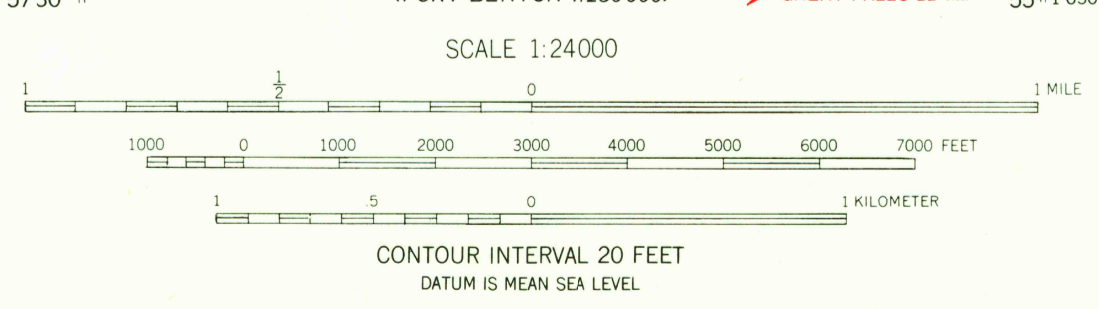 SCALE 1:24000
1 1/2 0 1 MILE
1000 0 1000 2000 3000 4000 5000 6000 7000 FEET
1 .5 0 1 KILOMETER
CONTOUR INTERVAL 20 FEET
DATUM IS MEAN SEA LEVEL